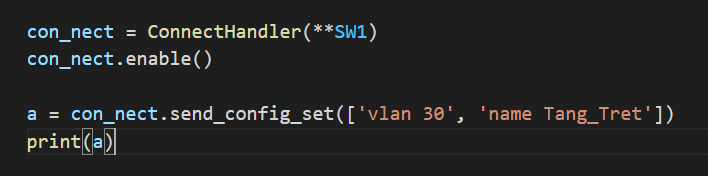 con_nect = ConnectHandler(**SW1)
con_nect.enable()
a = con_nect.send_config_set(['vlan 30', 'name Tang_Tret'])
print(a)